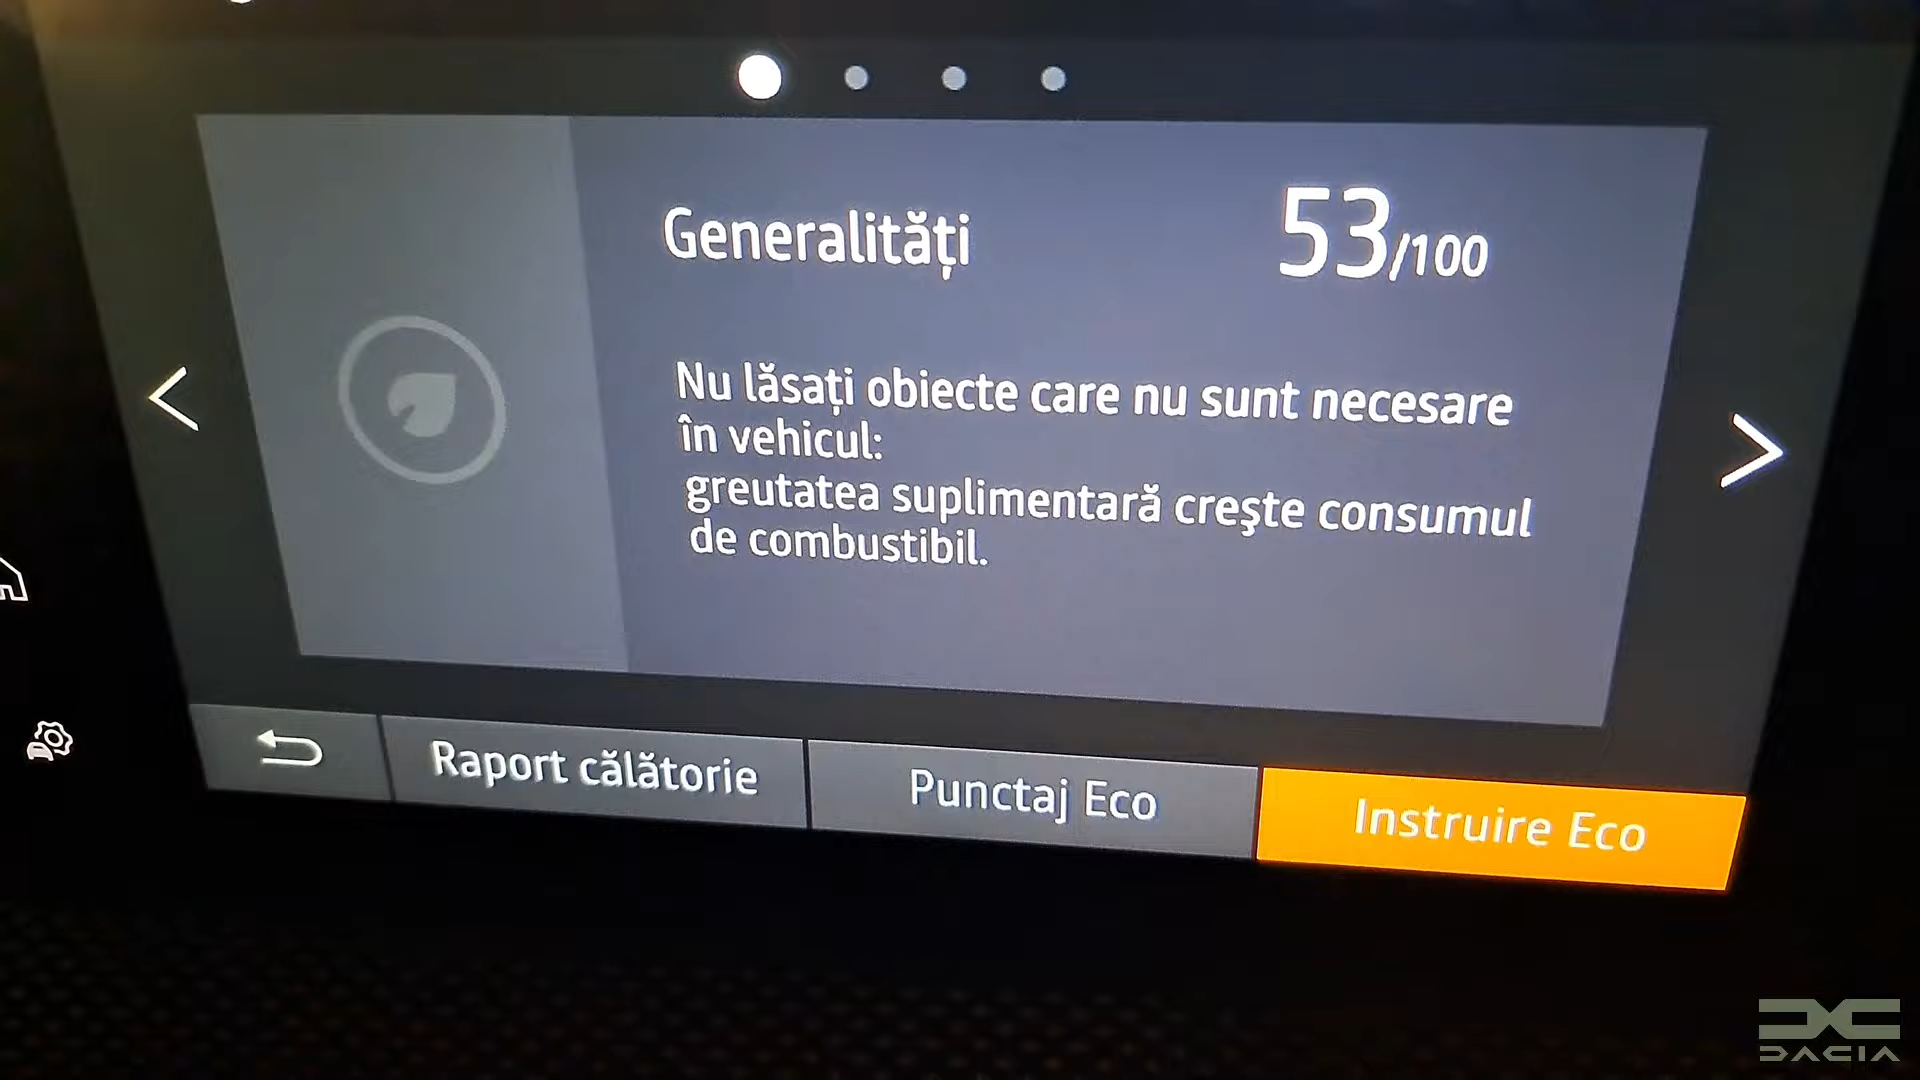 Generalități
53/100
Nu lăsați obiecte care nu sunt necesare
în vehicul:
greutatea suplimentară crește consumul
de combustibil.
Raport călătorie
Punctaj Eco
Instruire Eco
DACIA